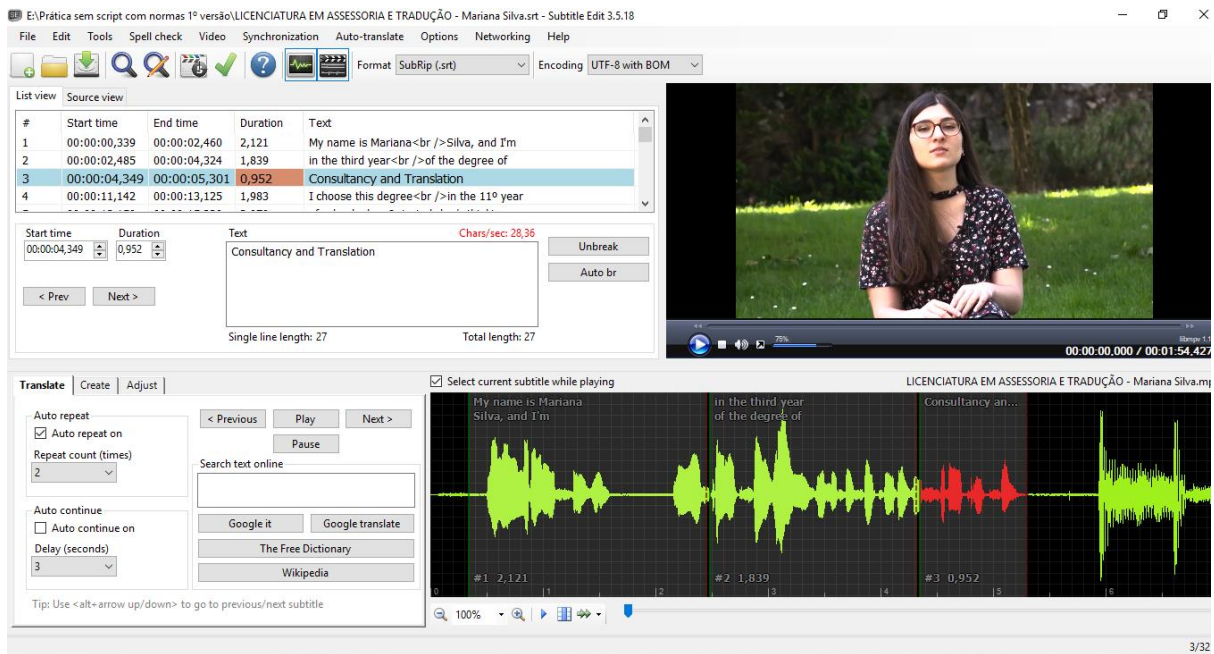 E:\Prática sem script com normas 1º versão\LICENCIATURA EM ASSESSORIA E TRADUÇÃO - Mariana Silva.srt - Subtitle Edit 3.5.18
File Edit Tools Spell check Video Synchronization Auto-translate Options Networking Help
Format SubRip (.srt) Encoding UTF-8 with BOM
List view Source view
# Start time End time Duration Text
1 00:00:00,339 00:00:02,460 2,121 My name is Mariana<br />Silva, and I'm
2 00:00:02,485 00:00:04,324 1,839 in the third year<br />of the degree of
3 00:00:04,349 00:00:05,301 0,952 Consultancy and Translation
4 00:00:11,142 00:00:13,125 1,983 I choose this degree<br />in the 11º year
Start time Duration Text Chars/sec: 28,36
00:00:04,349 0,952 Consultancy and Translation
Unbreak
Auto br
< Prev Next >
Single line length: 27 Total length: 27
75%
00:00:00,000 / 00:01:54,427
Translate Create Adjust
Auto repeat
Auto repeat on
Repeat count (times)
2
Auto continue
Auto continue on
Delay (seconds)
3
< Previous Play Next >
Pause
Search text online
Google it Google translate
The Free Dictionary
Wikipedia
Tip: Use <alt+arrow up/down> to go to previous/next subtitle
Select current subtitle while playing LICENCIATURA EM ASSESSORIA E TRADUÇÃO - Mariana Silva.mp
My name is Mariana
Silva, and I'm
in the third year
of the degree of
Consultancy an...
#1 2,121 #2 1,839 #3 0,952
0 1 2 3 4 5 6
100%
3/32